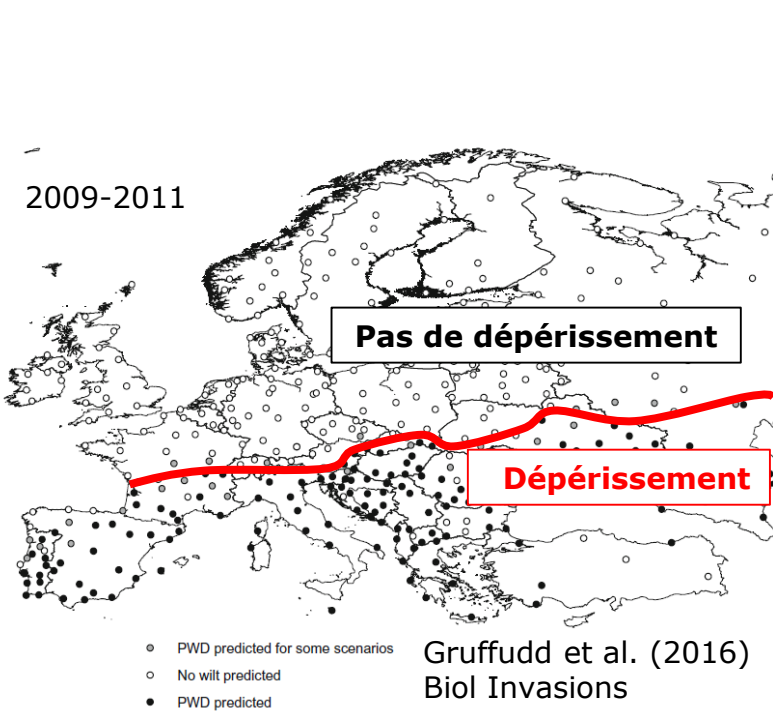 2009-2011
Pas de dépérissement
Dépérissement
PWD predicted for some scenarios
No wilt predicted
PWD predicted
Gruffudd et al. (2016)
Biol Invasions